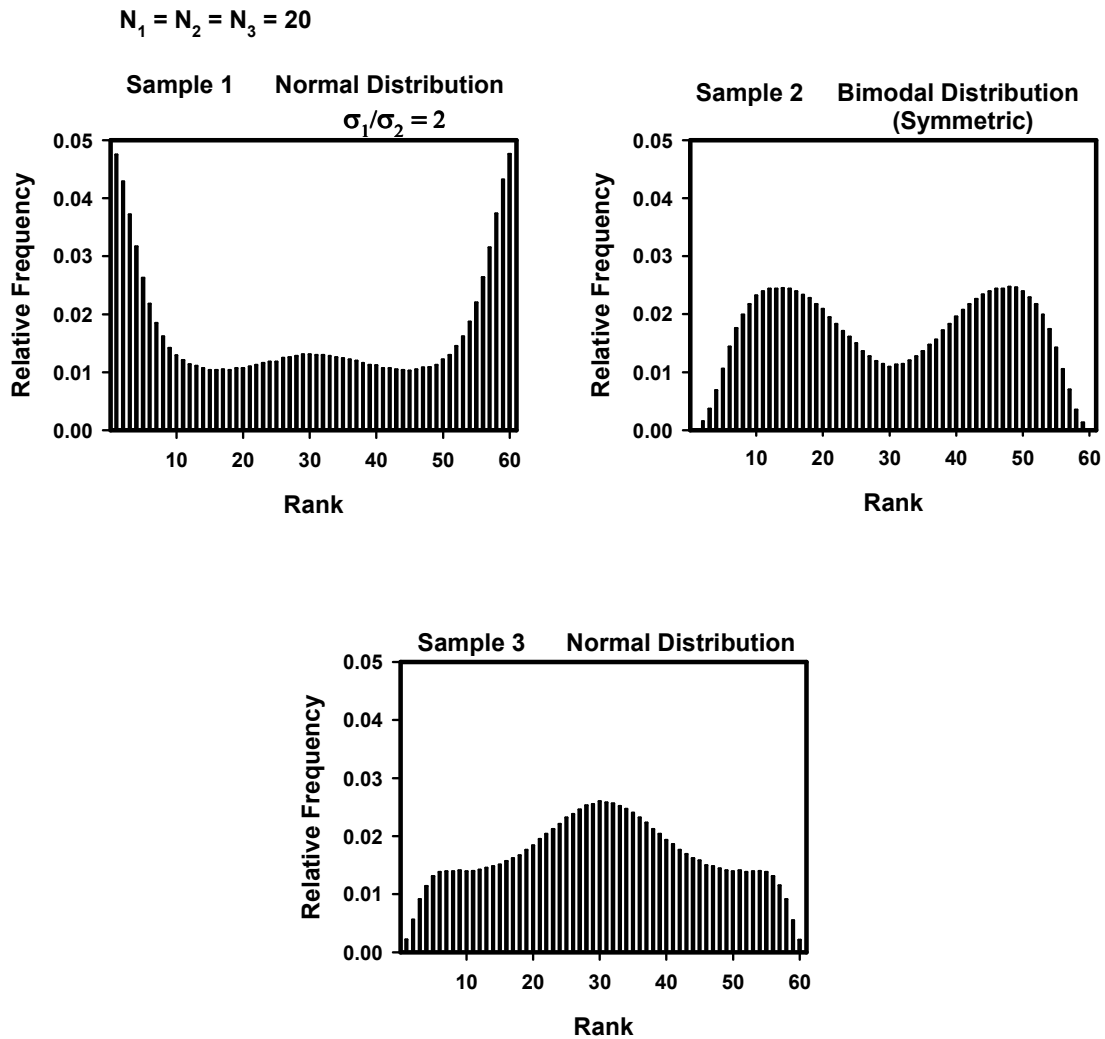 N1 = N2 = N3 = 20
Sample 1 Normal Distribution
σ1/σ2 = 2
Relative Frequency
0.05
0.04
0.03
0.02
0.01
0.00
10 20 30 40 50 60
Rank
Sample 2 Bimodal Distribution
(Symmetric)
Relative Frequency
0.05
0.04
0.03
0.02
0.01
0.00
10 20 30 40 50 60
Rank
Sample 3 Normal Distribution
Relative Frequency
0.05
0.04
0.03
0.02
0.01
0.00
10 20 30 40 50 60
Rank